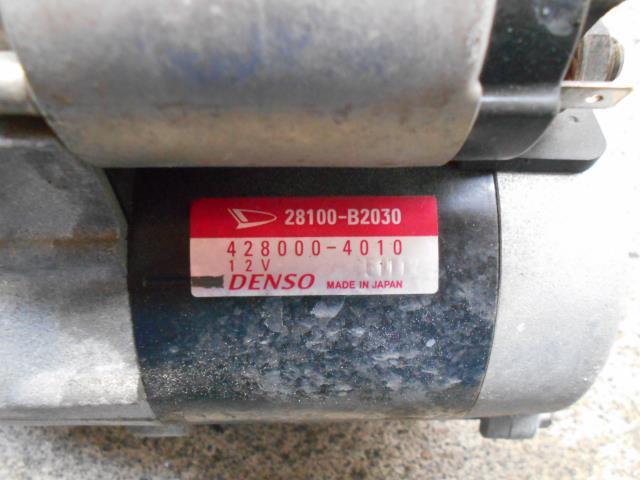 28100-B2030
428000-4010
12V
DENSO MADE IN JAPAN